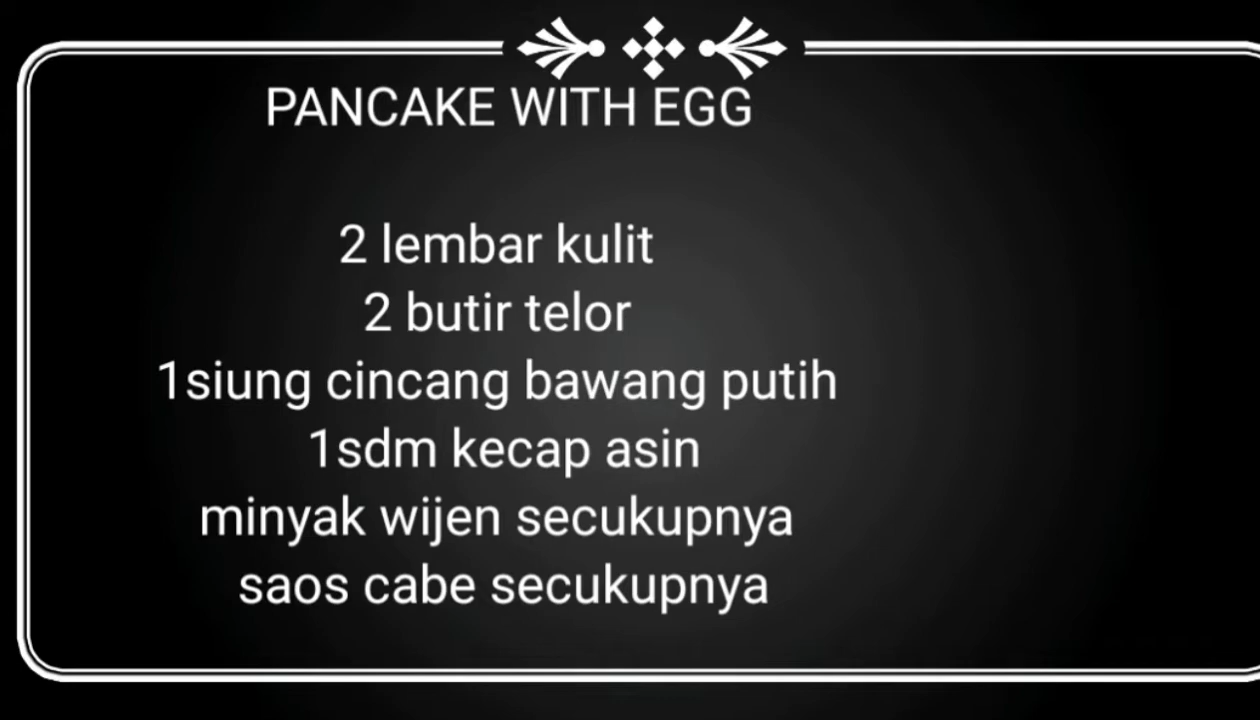 PANCAKE WITH EGG
2 lembar kulit
2 butir telor
1siung cincang bawang putih
1sdm kecap asin
minyak wijen secukupnya
saos cabe secukupnya